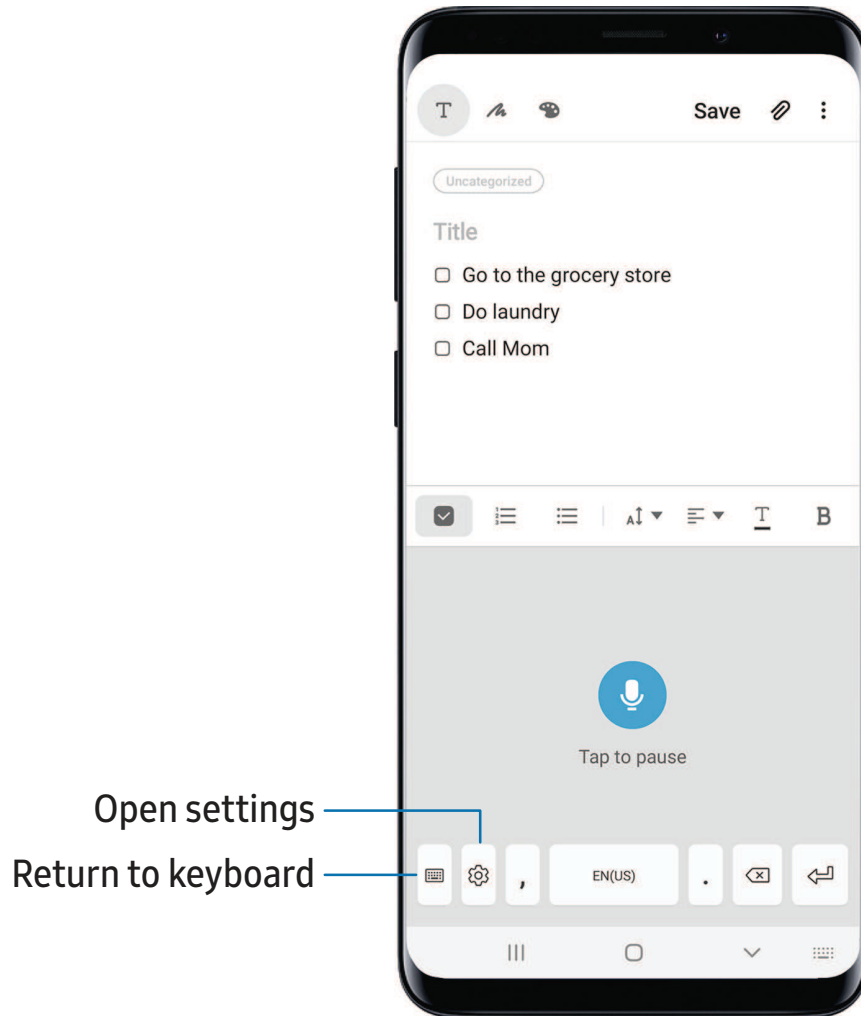 T
Save
Uncategorized
Title
Go to the grocery store
Do laundry
Call Mom
A T B
Tap to pause
Open settings
Return to keyboard
, EN(US) .